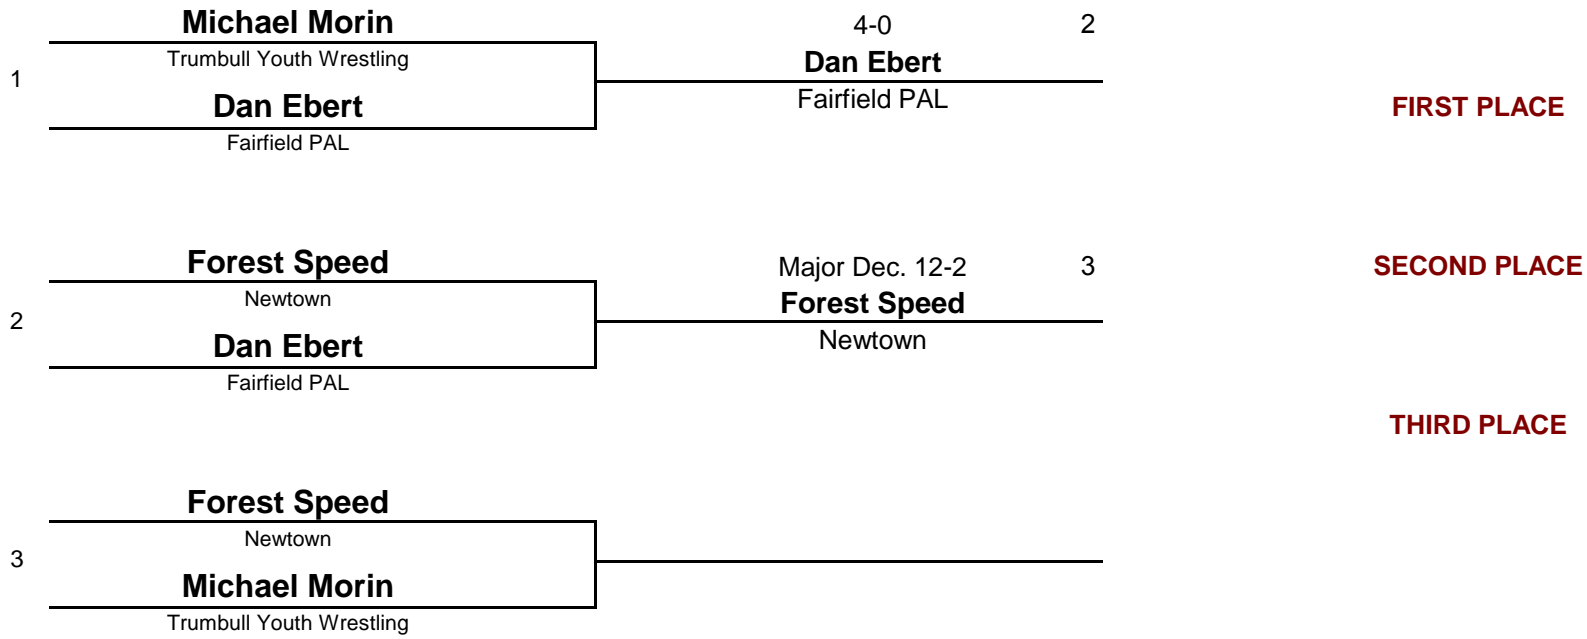 Michael Morin
Trumbull Youth Wrestling
1
Dan Ebert
Fairfield PAL
4-0 2
Dan Ebert
Fairfield PAL
FIRST PLACE
Forest Speed
Newtown
2
Dan Ebert
Fairfield PAL
Major Dec. 12-2 3
Forest Speed
Newtown
SECOND PLACE
THIRD PLACE
Forest Speed
Newtown
3
Michael Morin
Trumbull Youth Wrestling